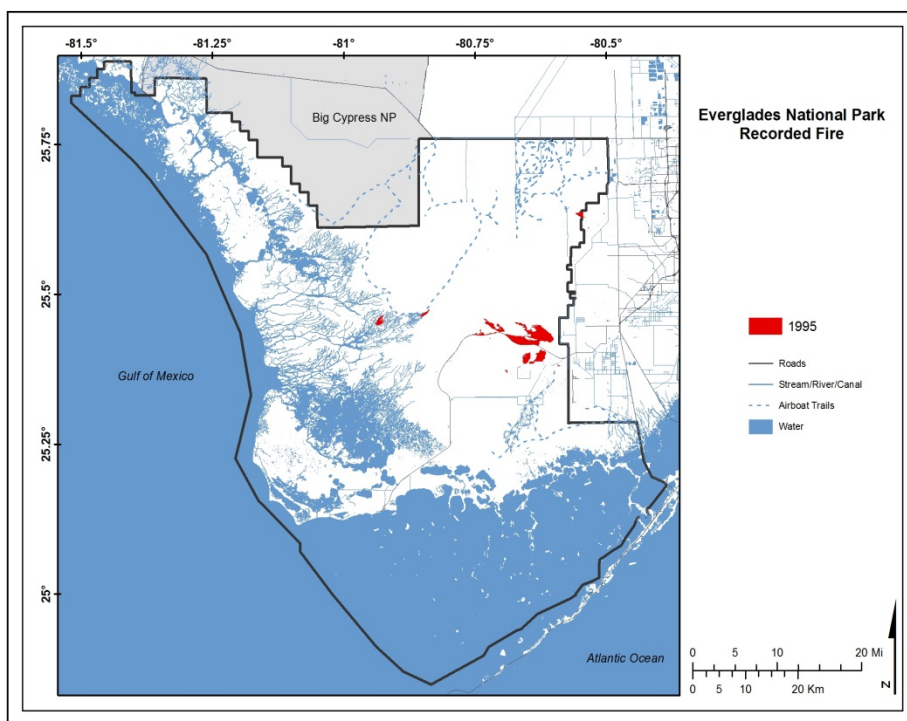 -81.5°
-81.25°
-81°
-80.75°
-80.5°
Big Cypress NP
Everglades National Park
Recorded Fire
25.75°
25.5°
25.25°
25°
Gulf of Mexico
Atlantic Ocean
1995
Roads
Stream/River/Canal
Airboat Trails
Water
0 5 10 20 Mi
0 5 10 20 Km
N